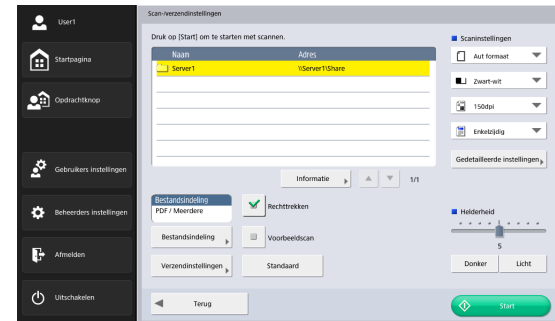 User1
Startpagina
Opdrachtknop
Gebruikers instellingen
Beheerders instellingen
Afmelden
Uitschakelen
Scan-/verzendinstellingen
Druk op [Start] om te starten met scannen.
Naam Adres
Server1 \\Server1\Share
Informatie 1/1
Bestandsindeling
PDF / Meerdere
Rechttrekken
Bestandsindeling
Voorbeeldscan
Verzendinstellingen
Standaard
Terug
Scaninstellingen
Aut formaat
Zwart-wit
150dpi
Enkelzijdig
Gedetailleerde instellingen
Helderheid
5
Donker Licht
Start